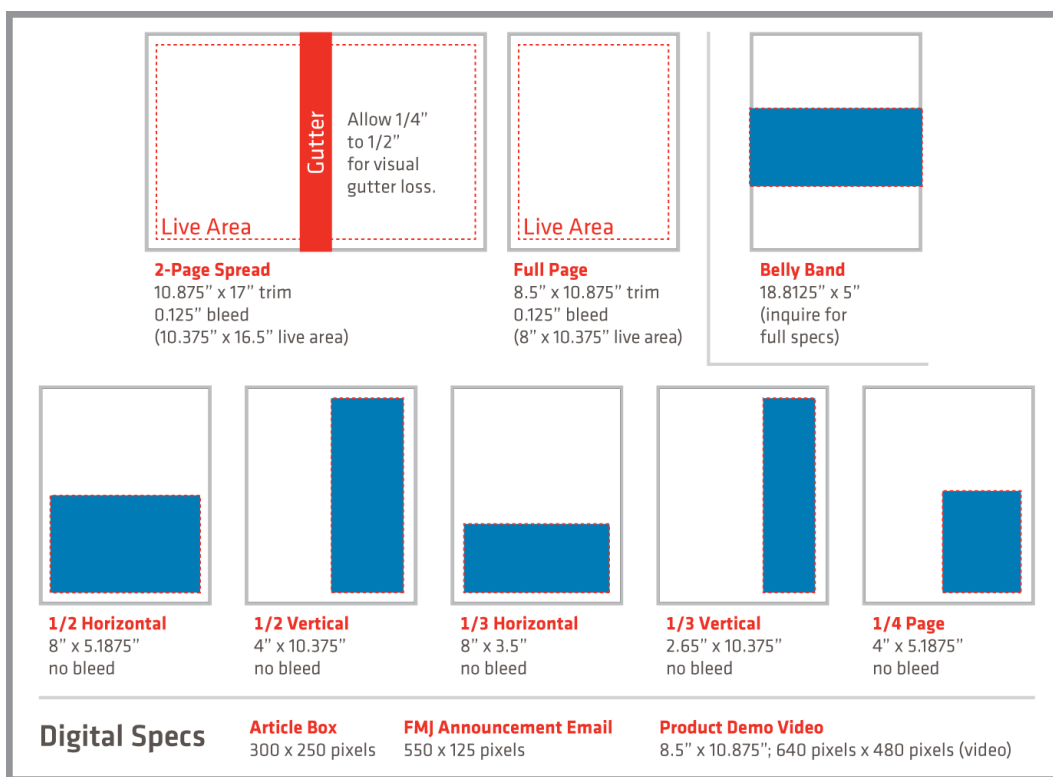 Gutter
Allow 1/4”
to 1/2”
for visual
gutter loss.
Live Area
2-Page Spread
10.875” x 17” trim
0.125” bleed
(10.375” x 16.5” live area)
Live Area
Full Page
8.5” x 10.875” trim
0.125” bleed
(8” x 10.375” live area)
Belly Band
18.8125” x 5”
(inquire for
full specs)
1/2 Horizontal
8” x 5.1875”
no bleed
1/2 Vertical
4” x 10.375”
no bleed
1/3 Horizontal
8” x 3.5”
no bleed
1/3 Vertical
2.65” x 10.375”
no bleed
1/4 Page
4” x 5.1875”
no bleed
Digital Specs
Article Box
300 x 250 pixels
FMJ Announcement Email
550 x 125 pixels
Product Demo Video
8.5” x 10.875”; 640 pixels x 480 pixels (video)